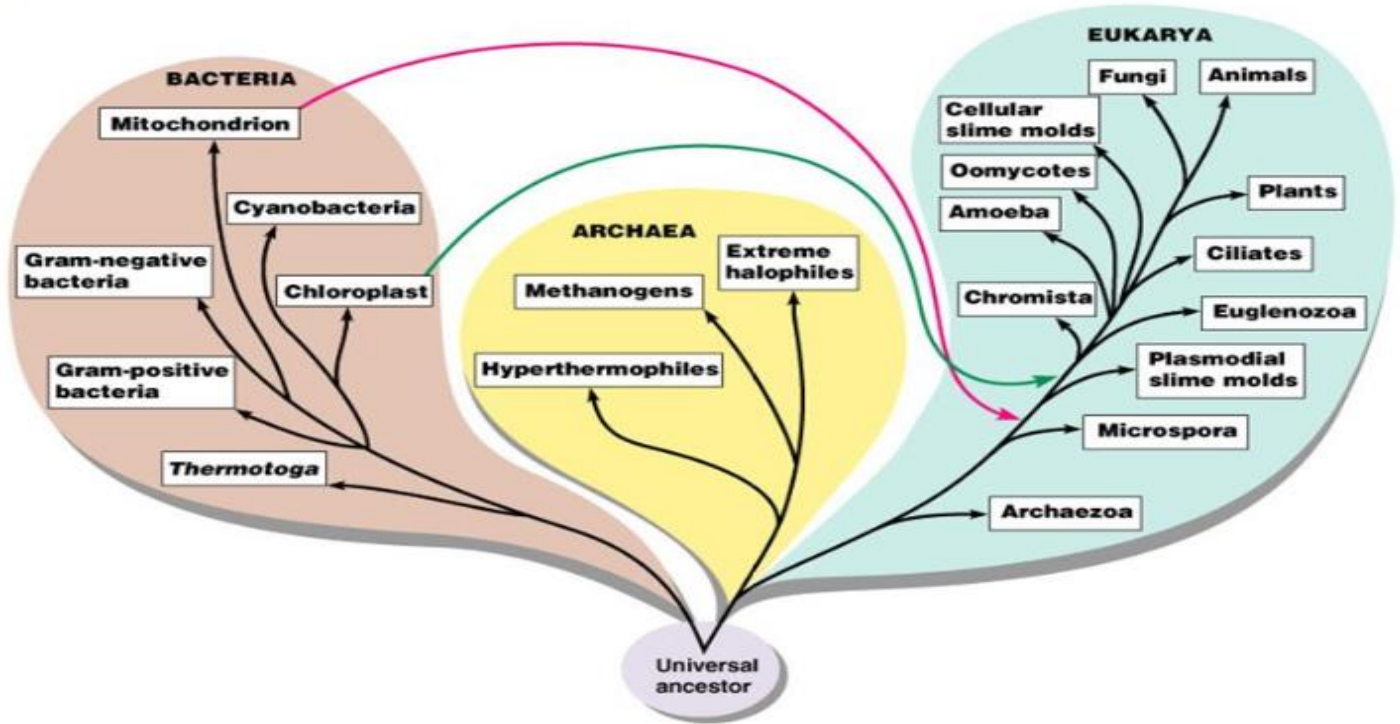 BACTERIA
Mitochondrion
Cyanobacteria
Gram-negative
bacteria
Chloroplast
Gram-positive
bacteria
Thermotoga
ARCHAEA
Extreme
halophiles
Methanogens
Hyperthermophiles
EUKARYA
Fungi
Animals
Cellular
slime molds
Oomycotes
Plants
Amoeba
Ciliates
Chromista
Euglenozoa
Plasmodial
slime molds
Microspora
Archaezoa
Universal
ancestor